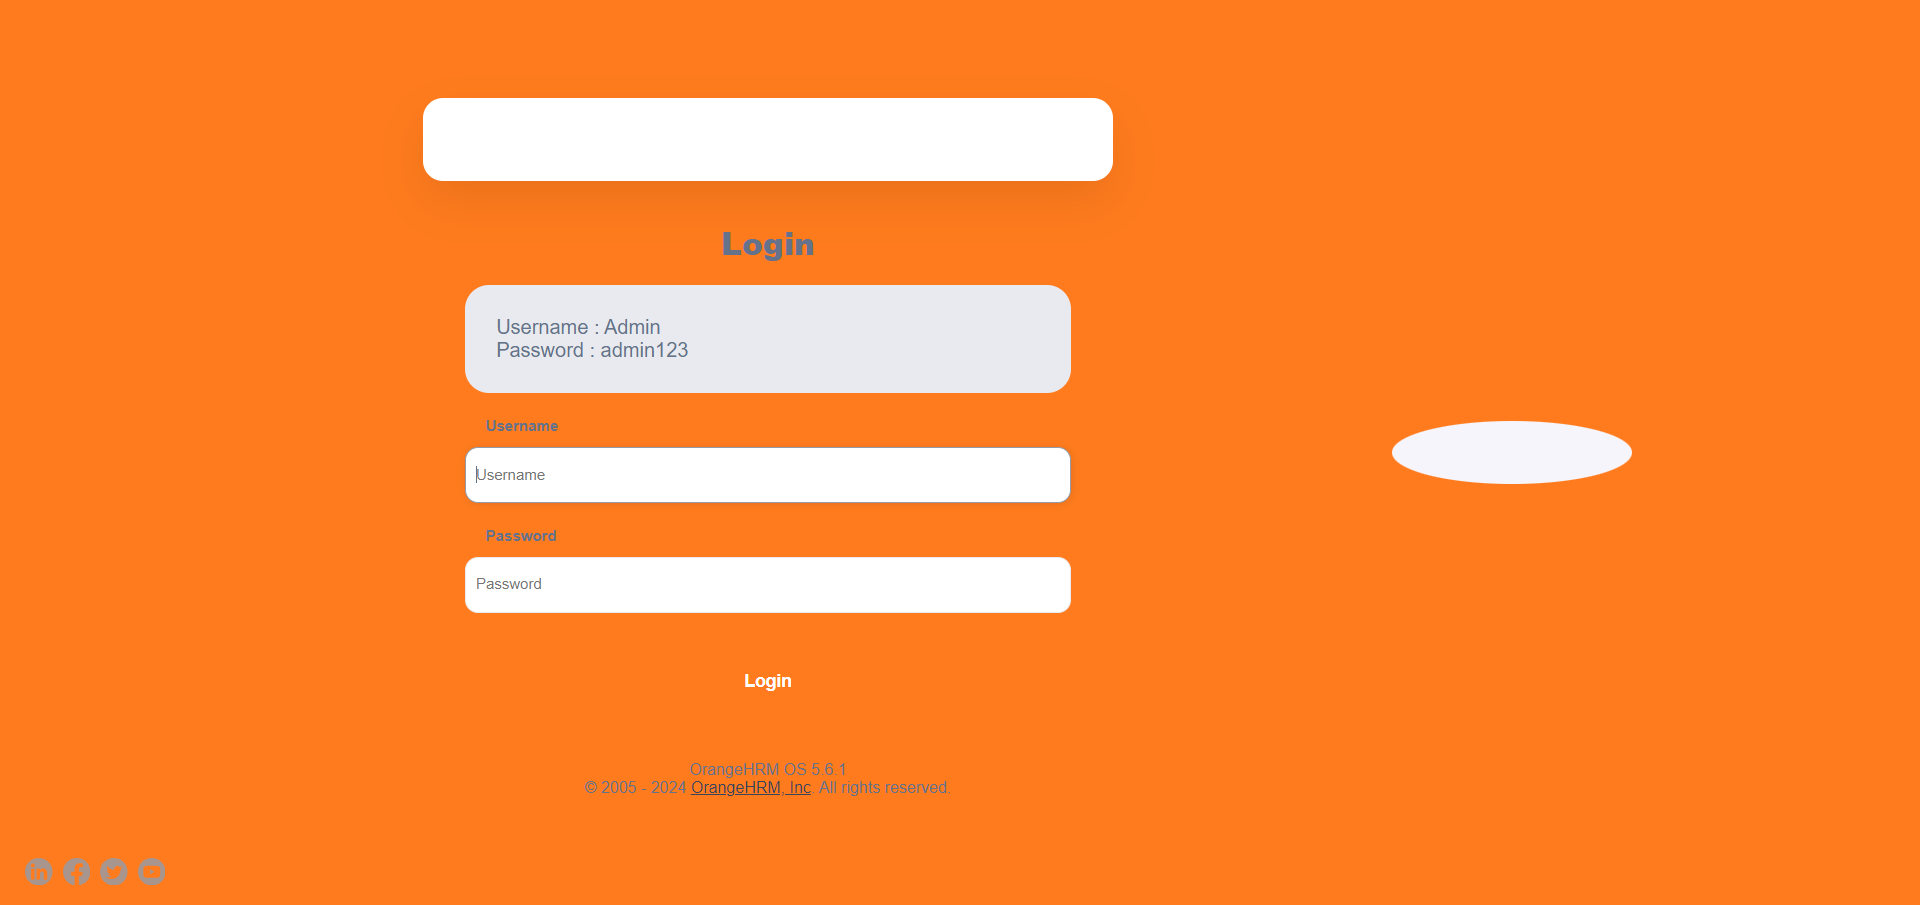 Login
Username : Admin
Password : admin123
Username
Username
Password
Password
Login
OrangeHRM OS 5.6.1
© 2005 - 2024 OrangeHRM, Inc. All rights reserved.